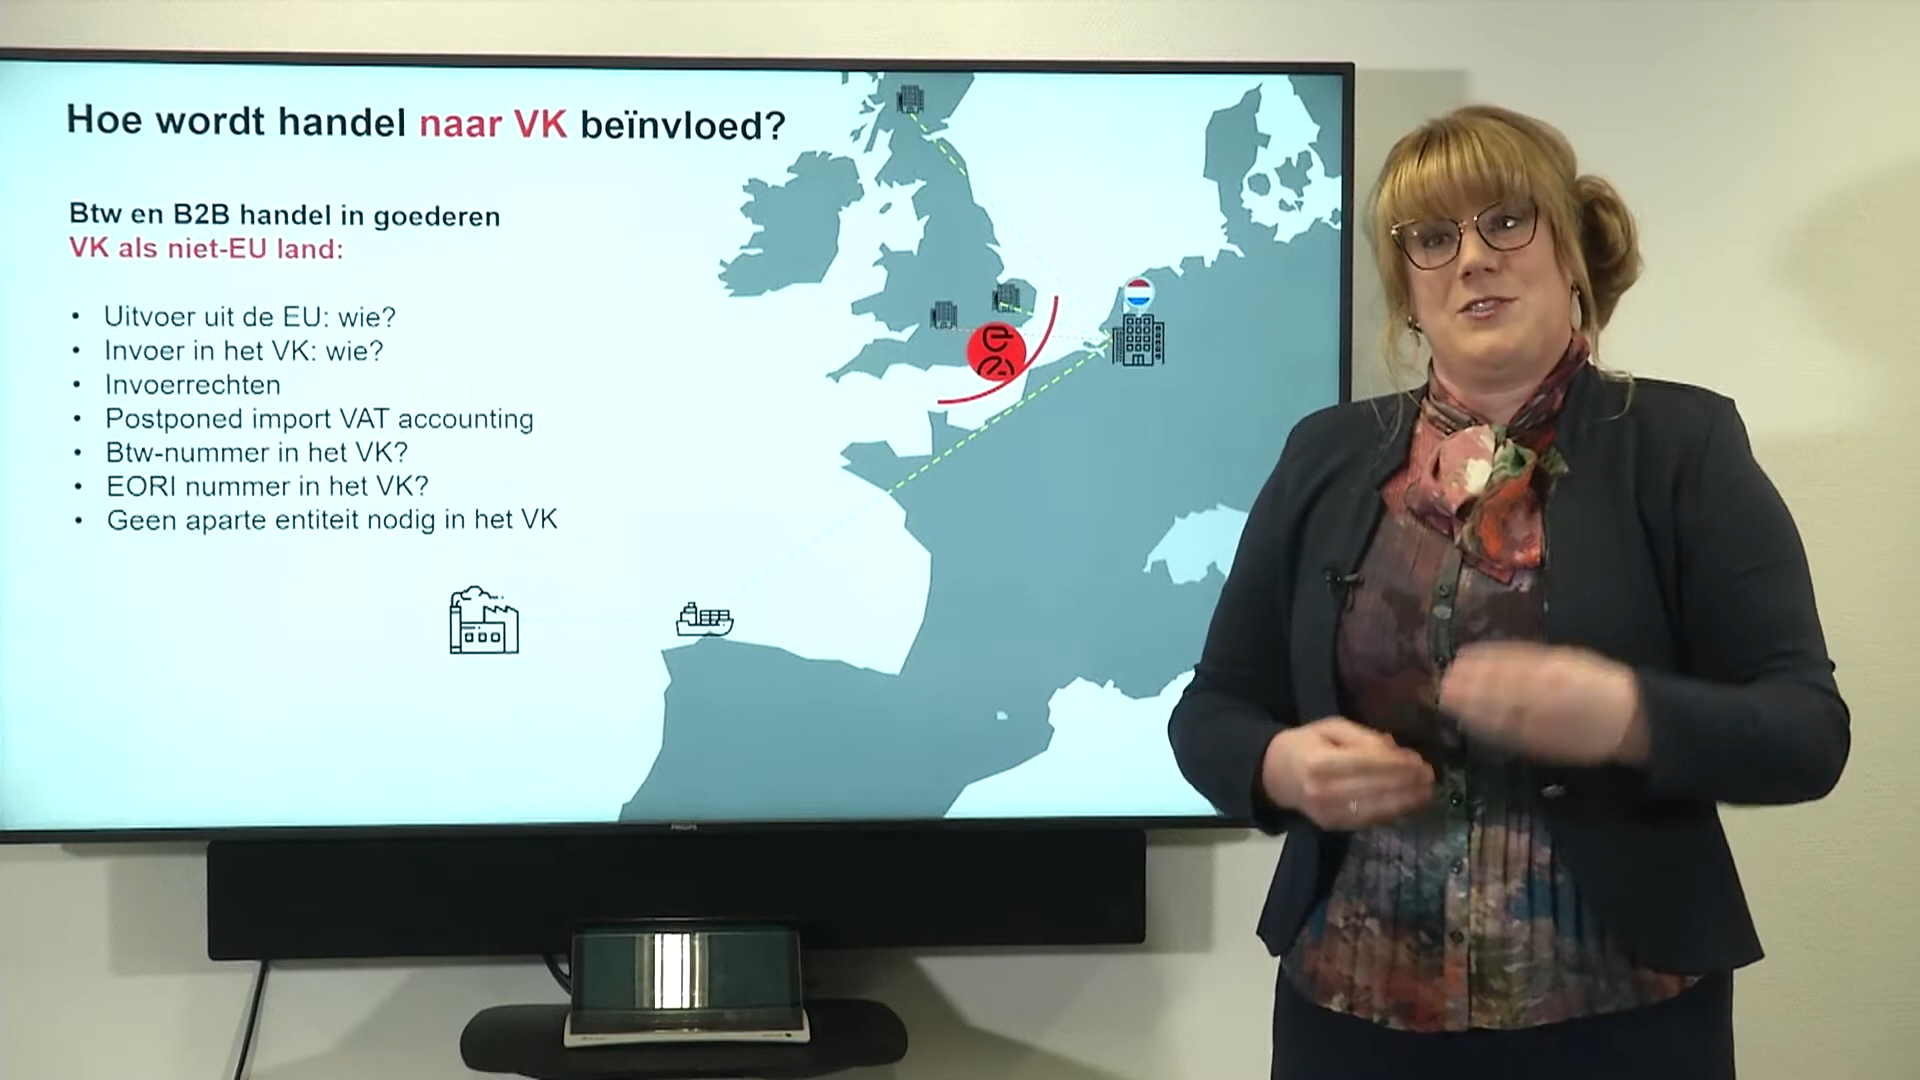 Hoe wordt handel naar VK beïnvloed?
Btw en B2B handel in goederen
VK als niet-EU land:
• Uitvoer uit de EU: wie?
• Invoer in het VK: wie?
• Invoerrechten
• Postponed import VAT accounting
• Btw-nummer in het VK?
• EORI nummer in het VK?
• Geen aparte entiteit nodig in het VK
PHILIPS